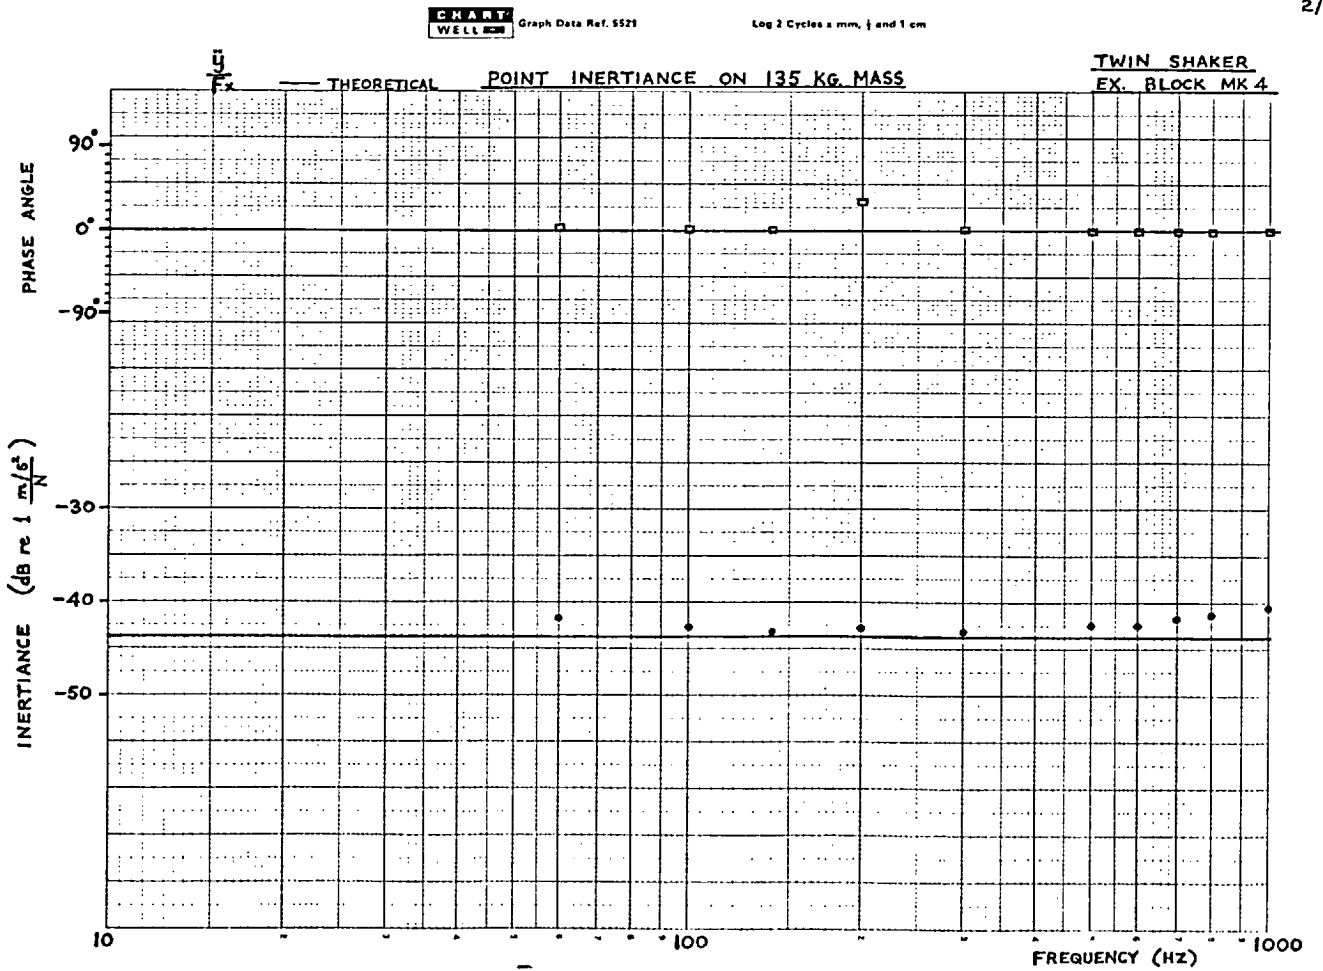 2/
CHART
WELL
Graph Data Ref. 5521
Log 2 Cycles x mm, ½ and 1 cm
ÿ
Fx
THEORETICAL
POINT INERTIANCE ON 135 KG. MASS
TWIN SHAKER
EX. BLOCK MK 4
PHASE ANGLE
90°
0°
-90°
INERTIANCE (dB re 1 m/s²/N)
-30
-40
-50
10
100
1000
FREQUENCY (HZ)